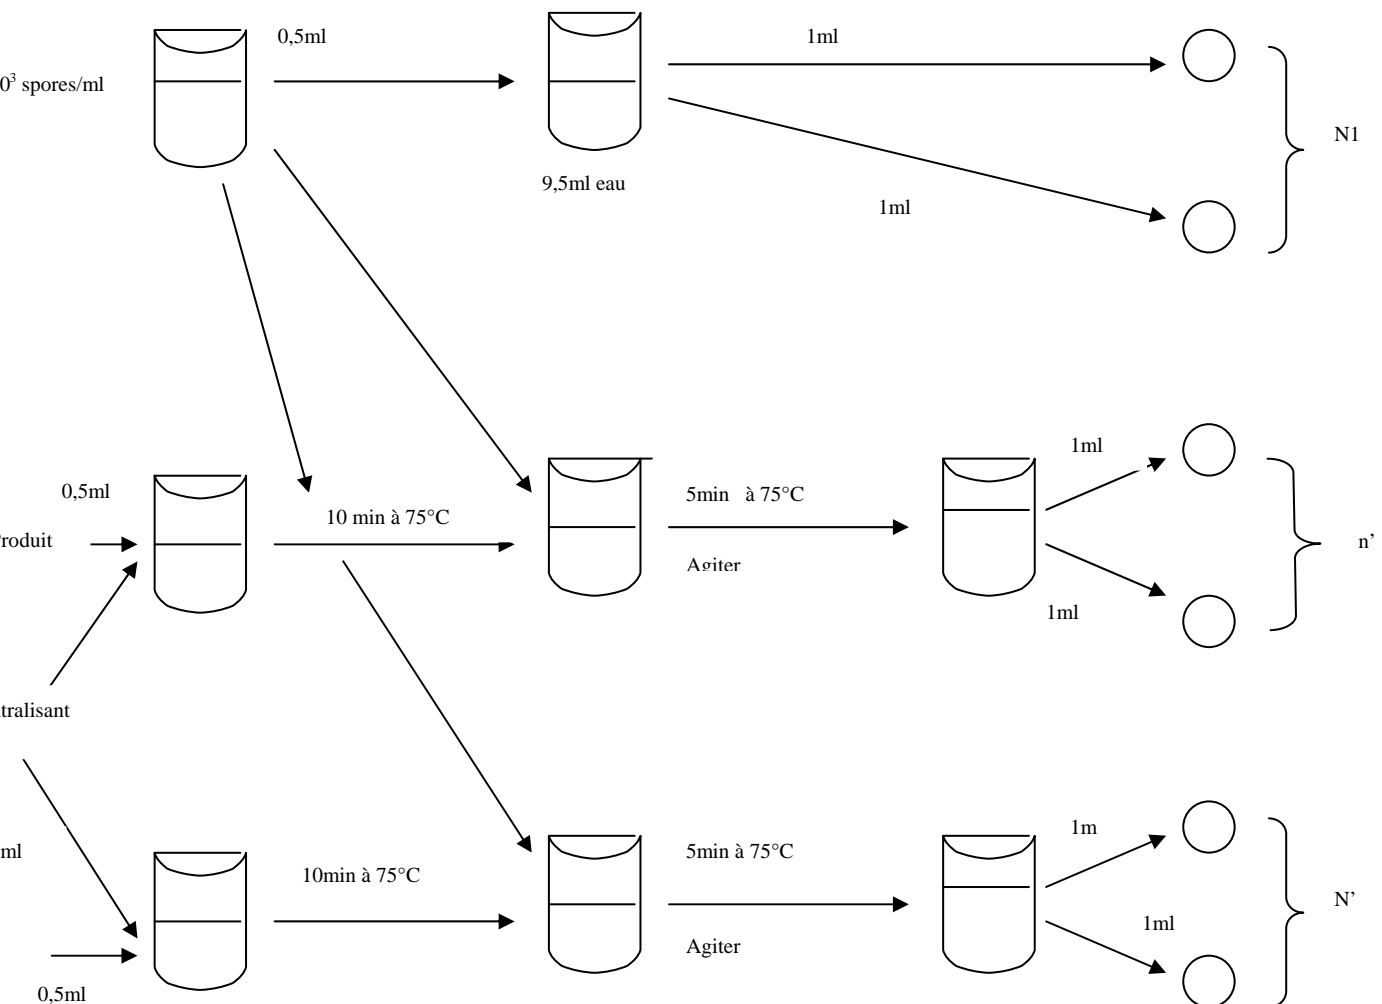 0,5ml
1ml
0³ spores/ml
N1
9,5ml eau
1ml
1ml
0,5ml
5min à 75°C
10 min à 75°C
roduit
n’
Agiter
1ml
tralisant
1m
ml
5min à 75°C
10min à 75°C
N’
1ml
Agiter
0,5ml